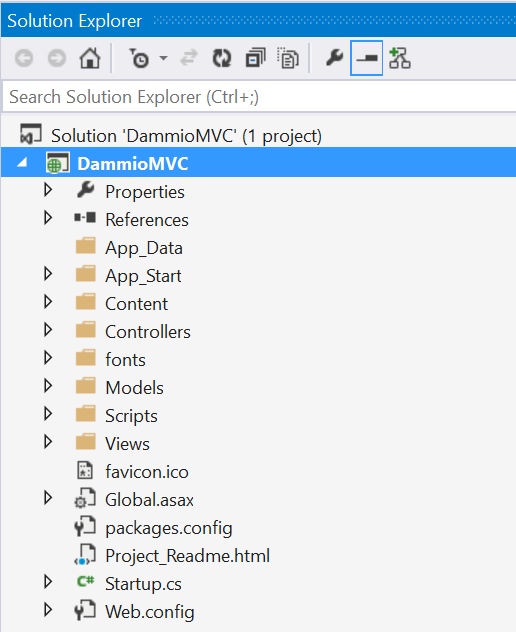 Solution Explorer
Search Solution Explorer (Ctrl+;)
Solution 'DammioMVC' (1 project)
DammioMVC
Properties
References
App_Data
App_Start
Content
Controllers
fonts
Models
Scripts
Views
favicon.ico
Global.asax
packages.config
Project_Readme.html
C# Startup.cs
Web.config